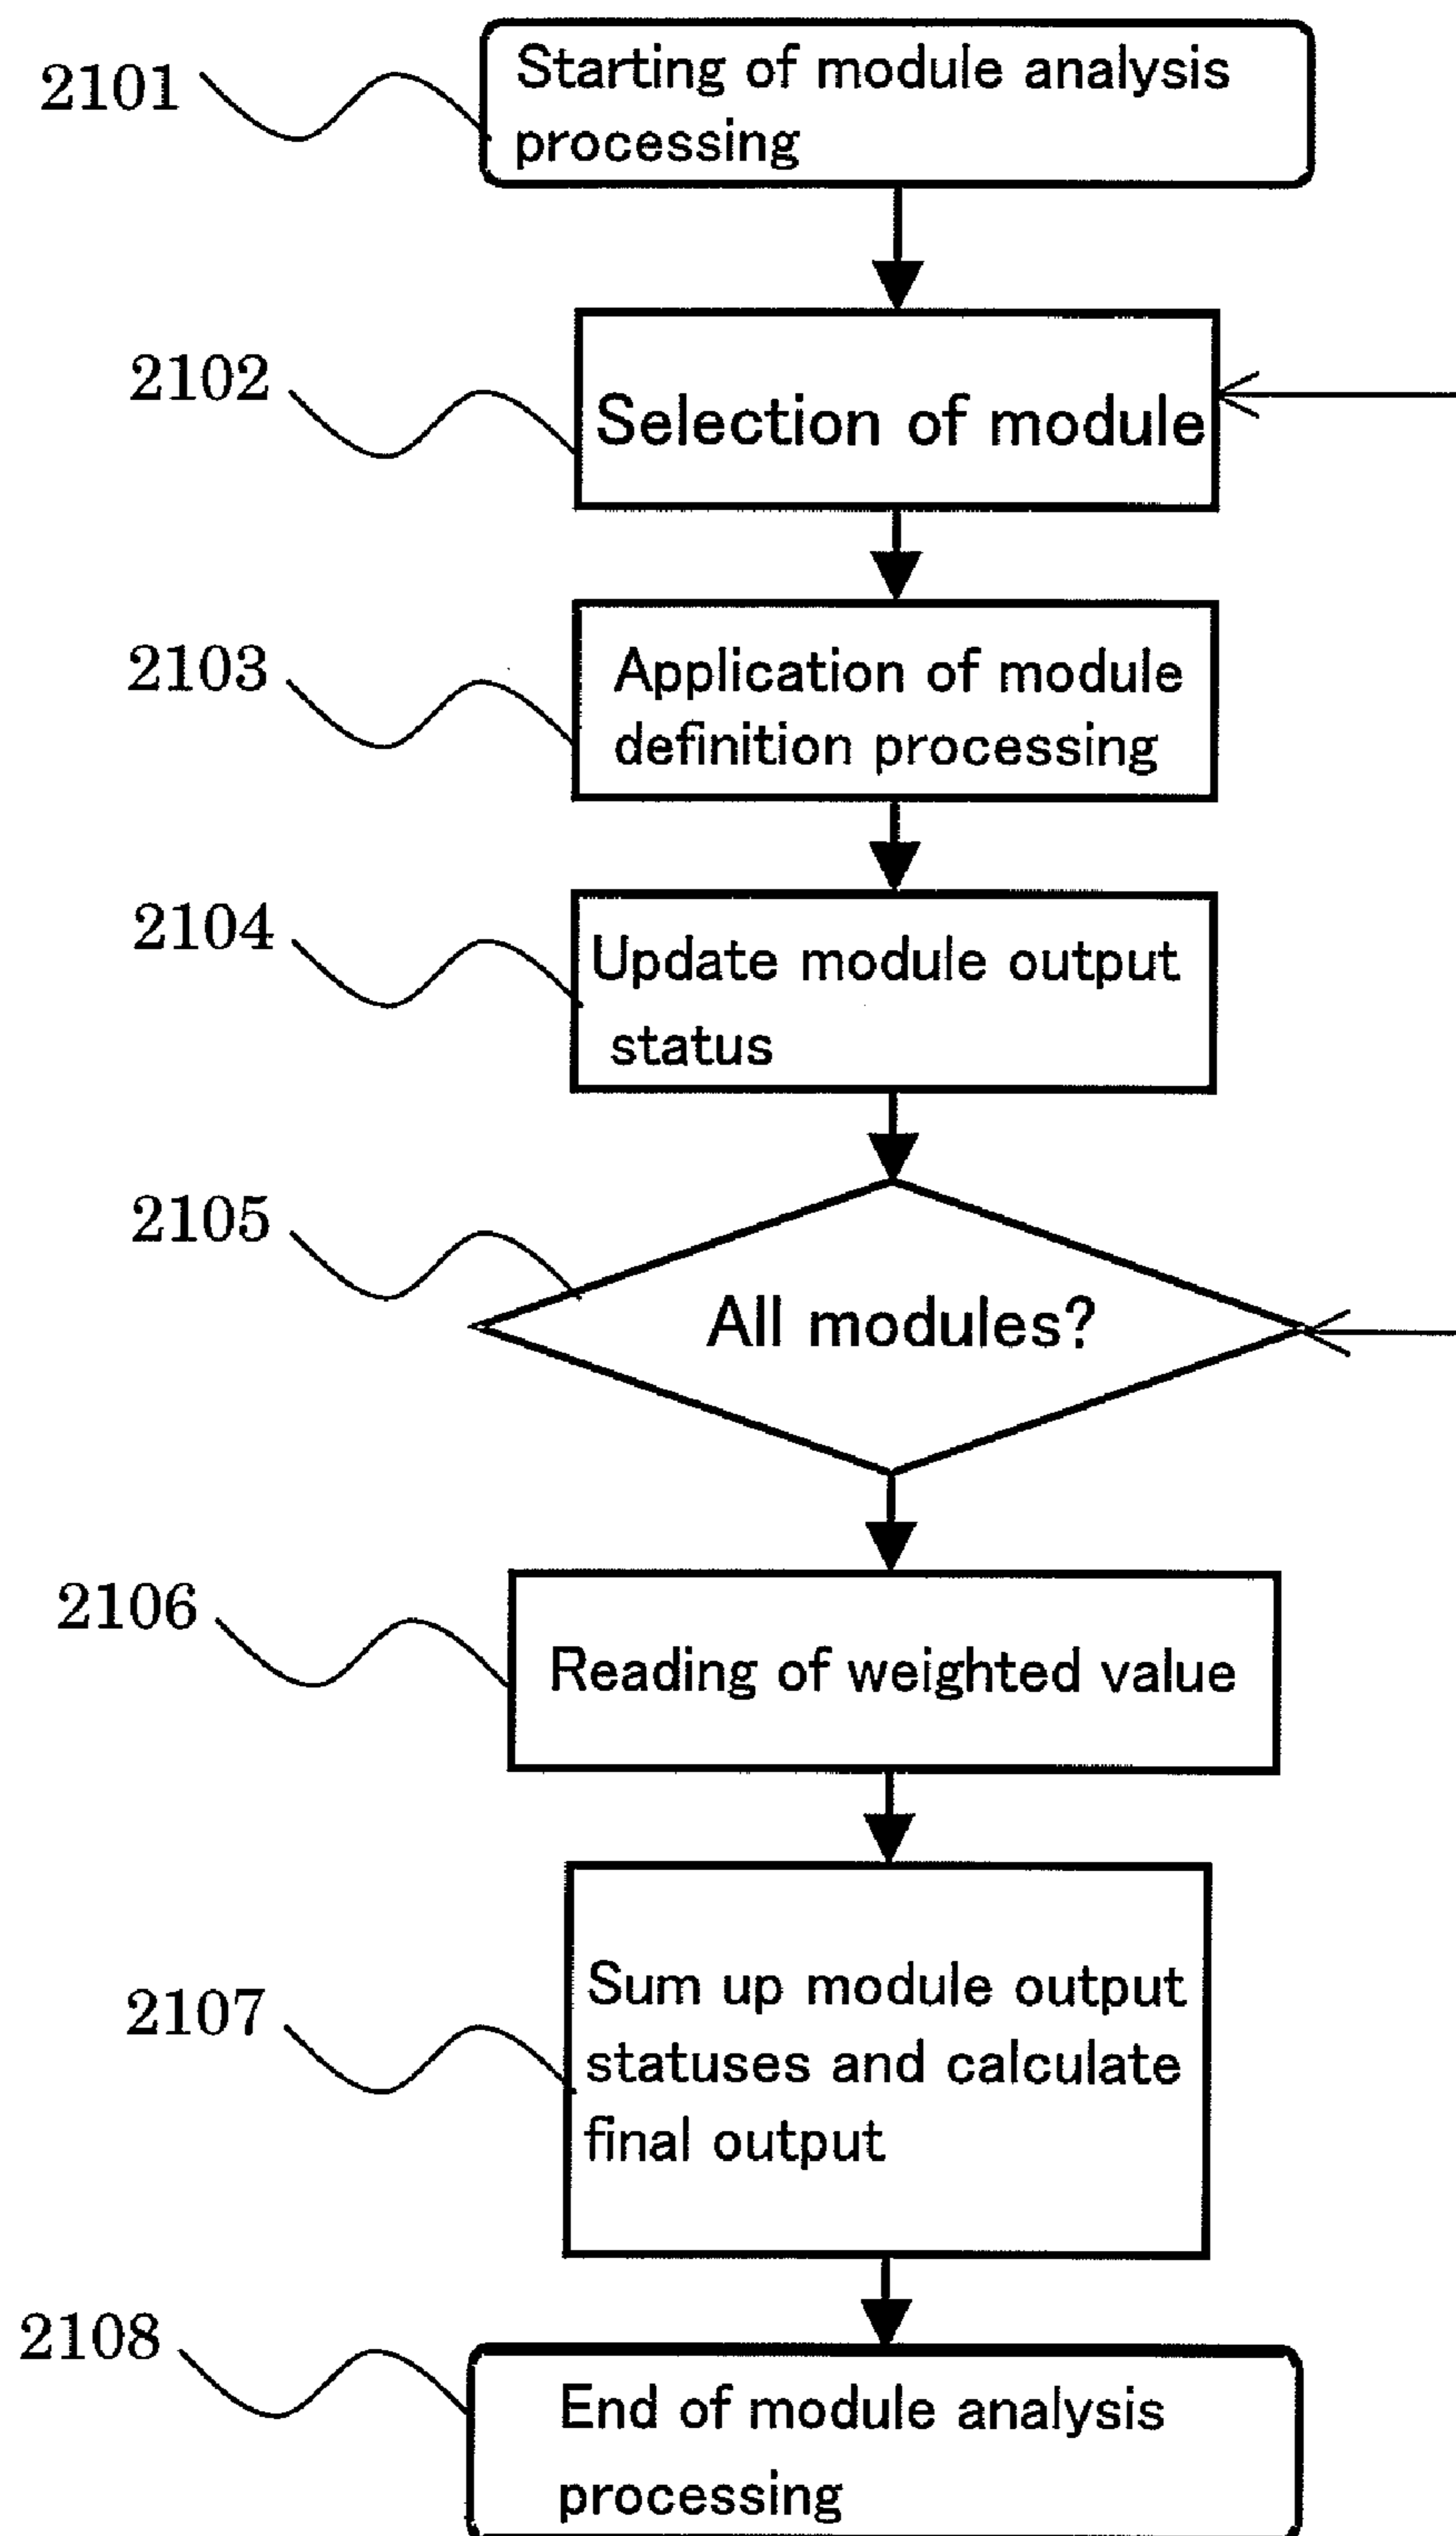 2101
Starting of module analysis
processing
2102
Selection of module
2103
Application of module
definition processing
2104
Update module output
status
2105
All modules?
2106
Reading of weighted value
2107
Sum up module output
statuses and calculate
final output
2108
End of module analysis
processing